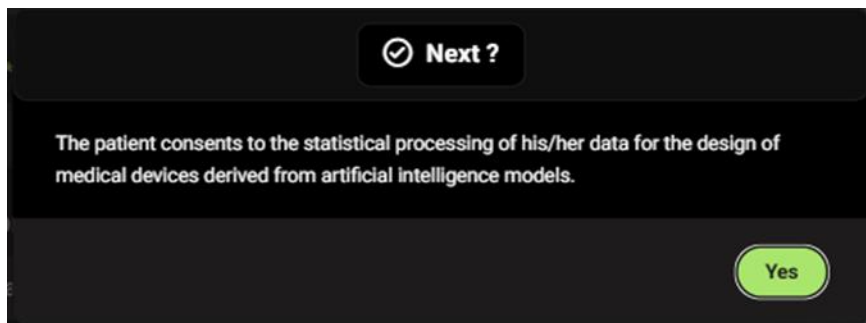 Next ?
The patient consents to the statistical processing of his/her data for the design of
medical devices derived from artificial intelligence models.
Yes